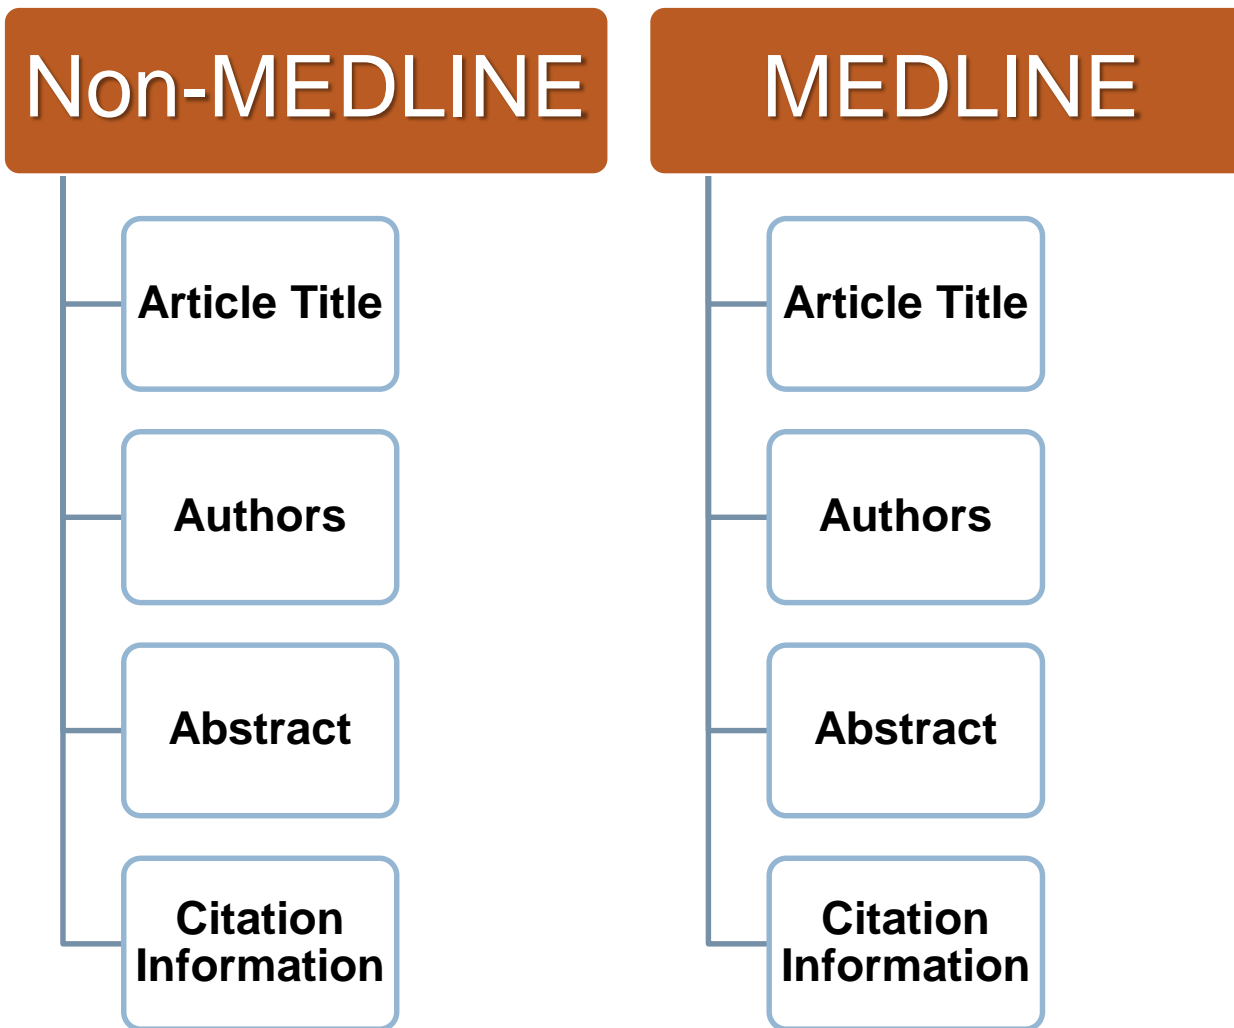 Non-MEDLINE
Article Title
Authors
Abstract
Citation
Information
MEDLINE
Article Title
Authors
Abstract
Citation
Information